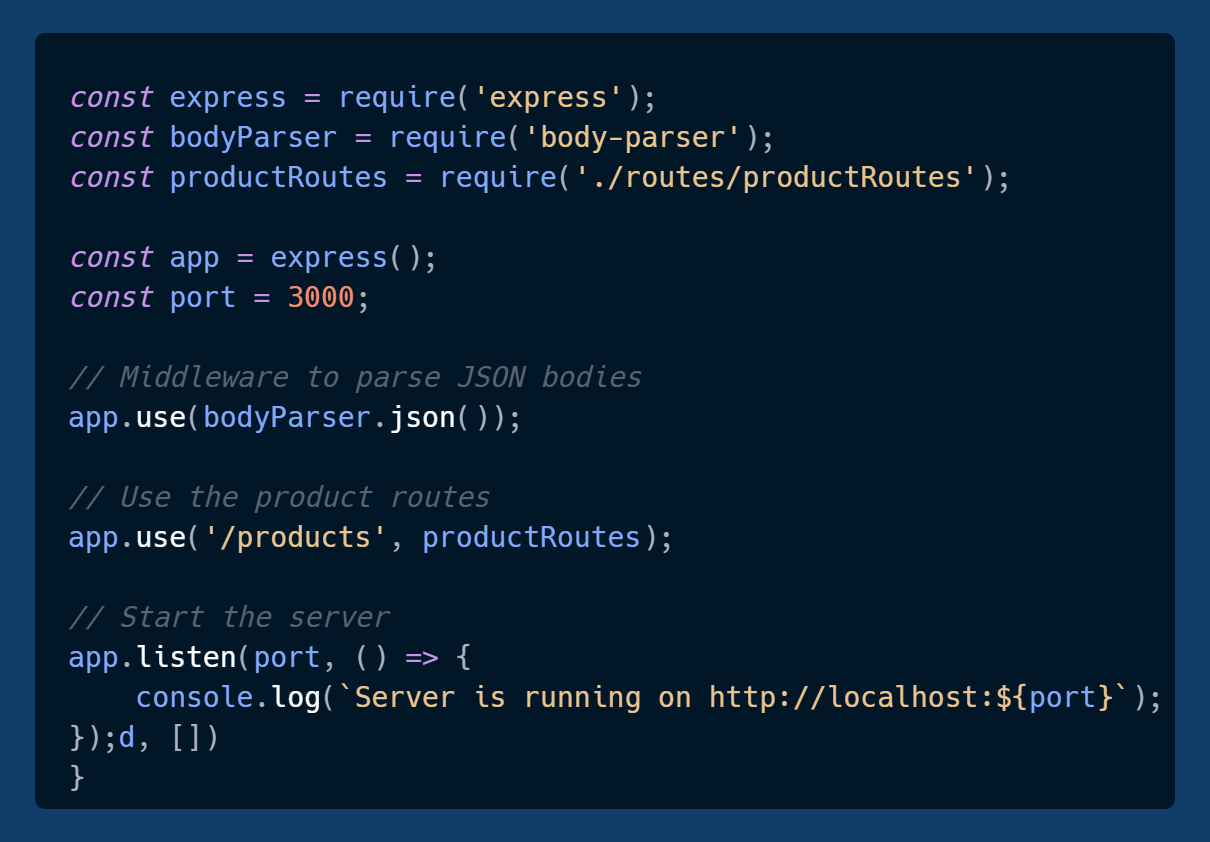 const express = require('express');
const bodyParser = require('body-parser');
const productRoutes = require('./routes/productRoutes');

const app = express();
const port = 3000;

// Middleware to parse JSON bodies
app.use(bodyParser.json());

// Use the product routes
app.use('/products', productRoutes);

// Start the server
app.listen(port, () => {
    console.log(`Server is running on http://localhost:${port}`);
});d, [])
}